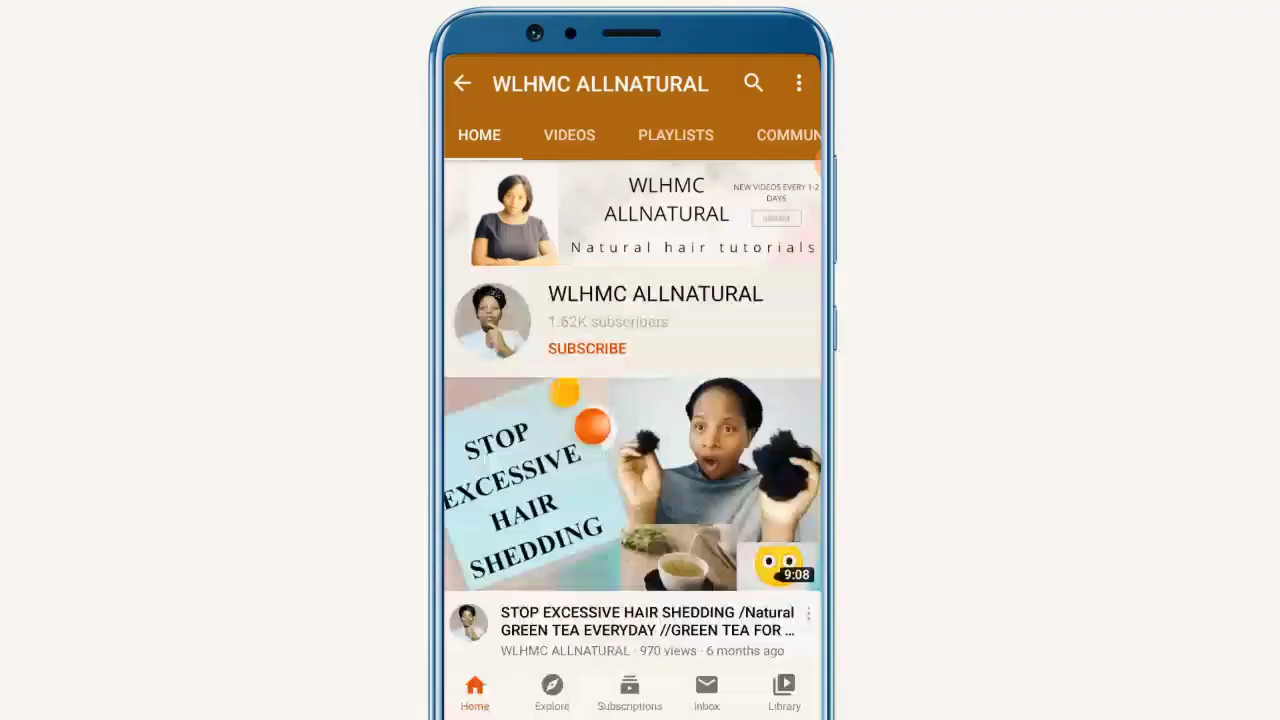 WLHMC ALLNATURAL
HOME VIDEOS PLAYLISTS COMMUN
WLHMC
ALLNATURAL
NEW VIDEOS EVERY 1-2
DAYS
SUBSCRIBE
Natural hair tutorials
WLHMC ALLNATURAL
1.62K subscribers
SUBSCRIBE
STOP
EXCESSIVE
HAIR
SHEDDING
9:08
STOP EXCESSIVE HAIR SHEDDING /Natural
GREEN TEA EVERYDAY //GREEN TEA FOR ...
WLHMC ALLNATURAL · 970 views · 6 months ago
Home Explore Subscriptions Inbox Library